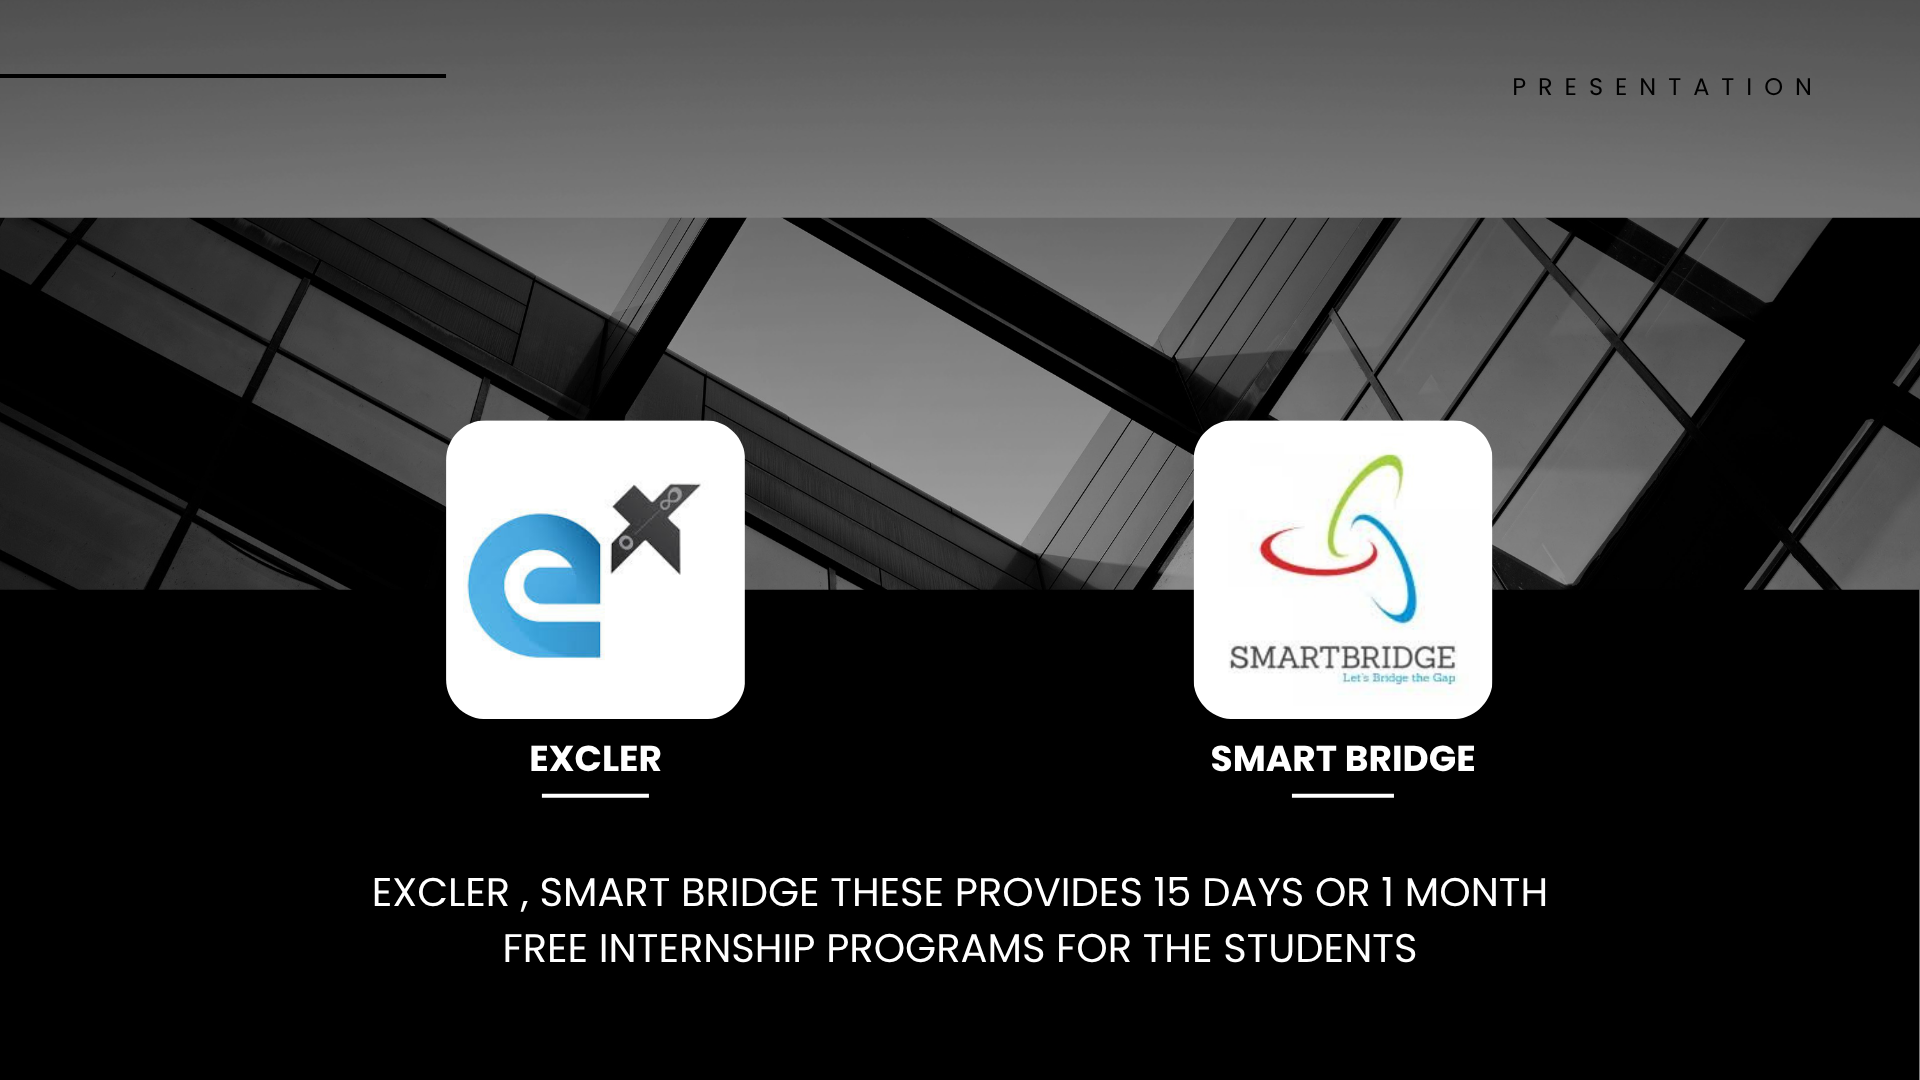 PRESENTATION
SMARTBRIDGE
Let's Bridge the Gap
EXCLER
SMART BRIDGE
EXCLER , SMART BRIDGE THESE PROVIDES 15 DAYS OR 1 MONTH
FREE INTERNSHIP PROGRAMS FOR THE STUDENTS